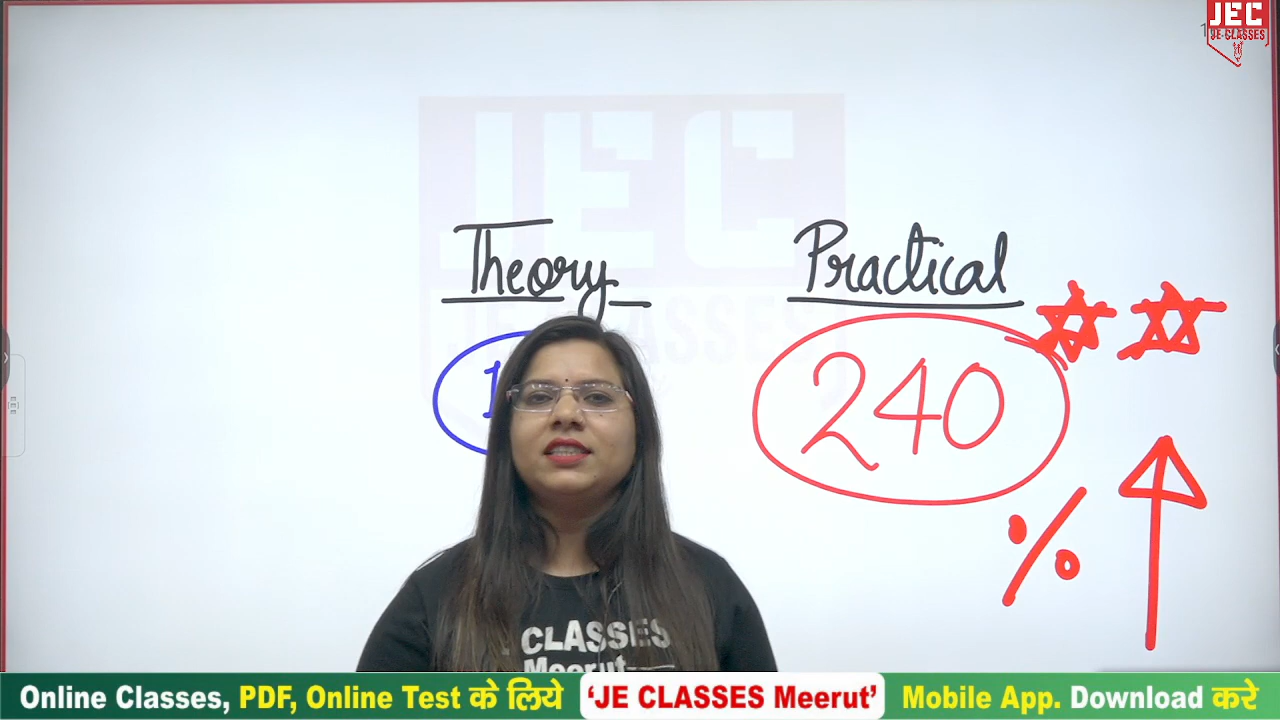 JEC
JE CLASSES
JEC
Theory
Practical
240
%
CLASSES
Meerut
Online Classes, PDF, Online Test के लिये 'JE CLASSES Meerut' Mobile App. Download करे